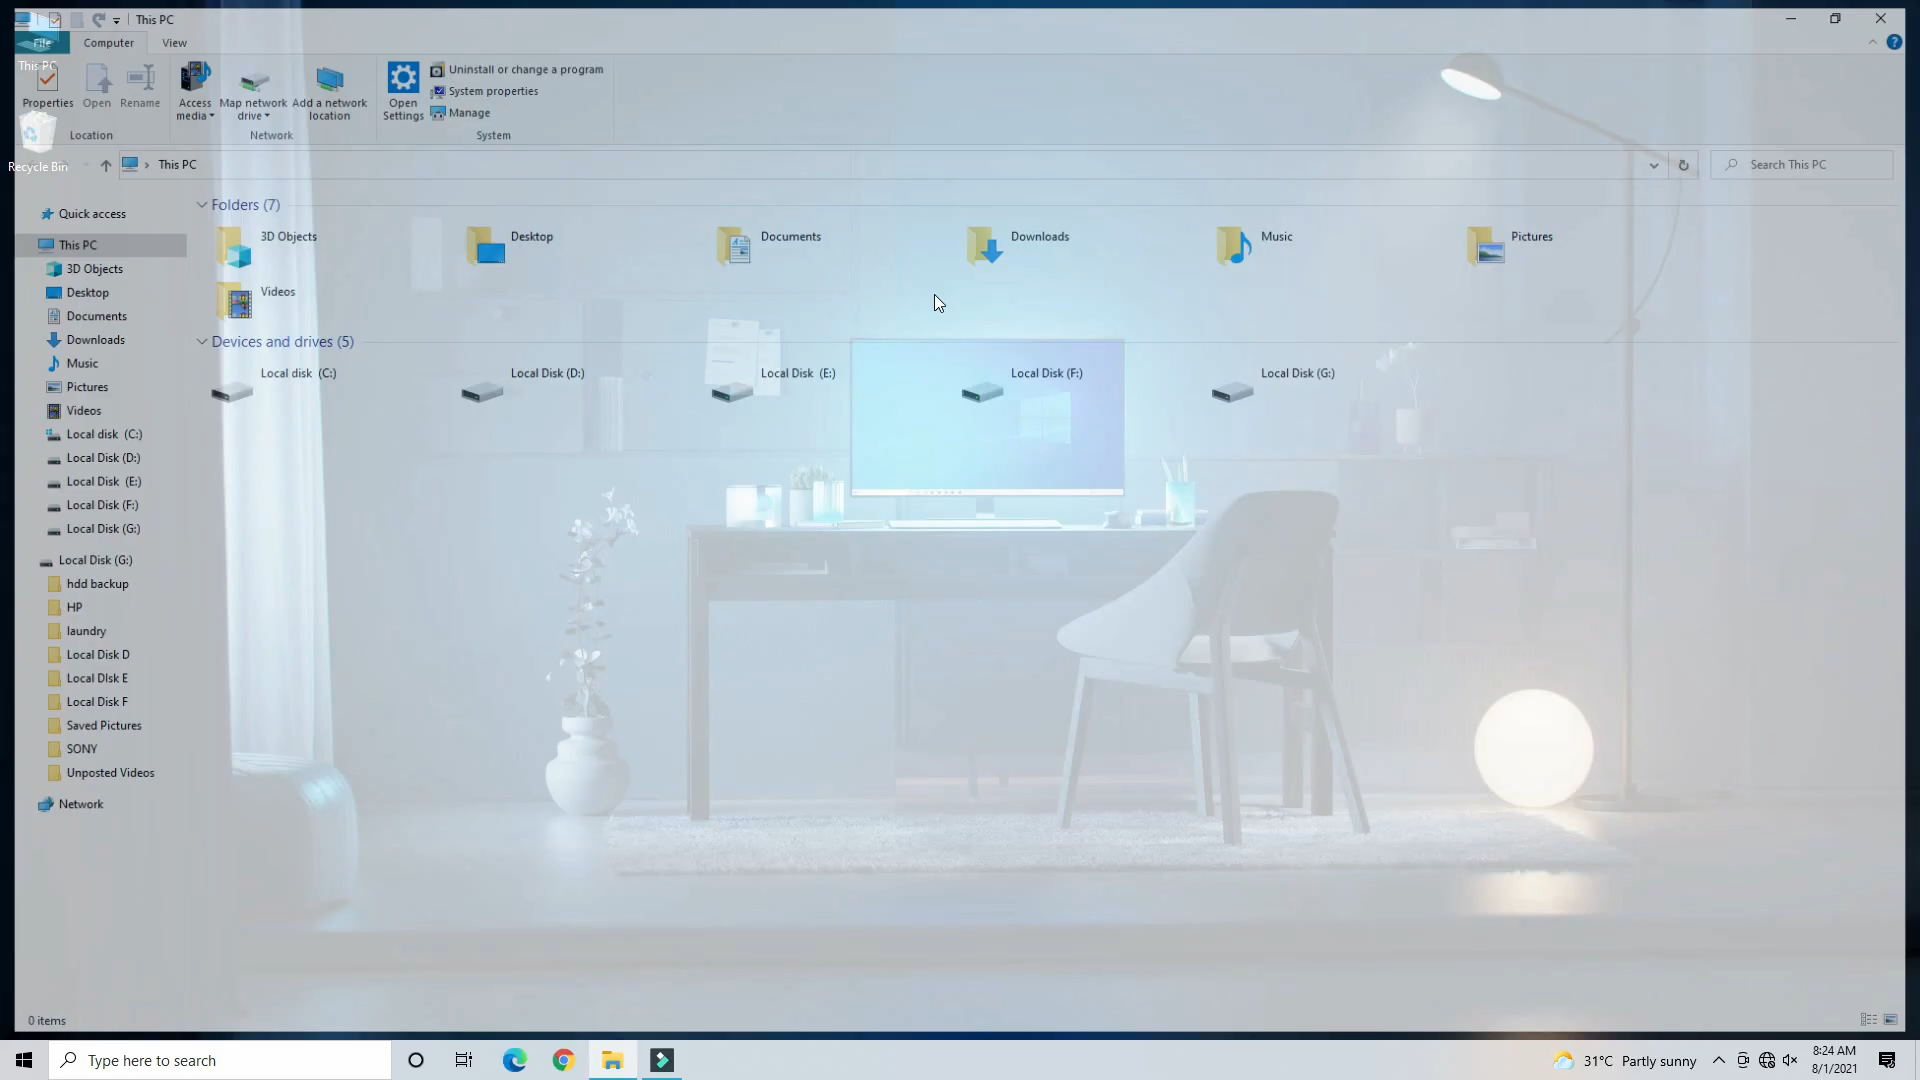 This PC
File
Computer
View
This PC
Properties
Open
Rename
Access media
Map network drive
Add a network location
Open Settings
Uninstall or change a program
System properties
Manage
Location
Network
System
Recycle Bin
This PC
Search This PC
Quick access
This PC
3D Objects
Desktop
Documents
Downloads
Music
Pictures
Videos
Local disk (C:)
Local Disk (D:)
Local Disk (E:)
Local Disk (F:)
Local Disk (G:)
Local Disk (G:)
hdd backup
HP
laundry
Local Disk D
Local DIsk E
Local Disk F
Saved Pictures
SONY
Unposted Videos
Network
Folders (7)
3D Objects
Desktop
Documents
Downloads
Music
Pictures
Videos
Devices and drives (5)
Local disk (C:)
Local Disk (D:)
Local Disk (E:)
Local Disk (F:)
Local Disk (G:)
0 items
Type here to search
31°C Partly sunny
8:24 AM
8/1/2021